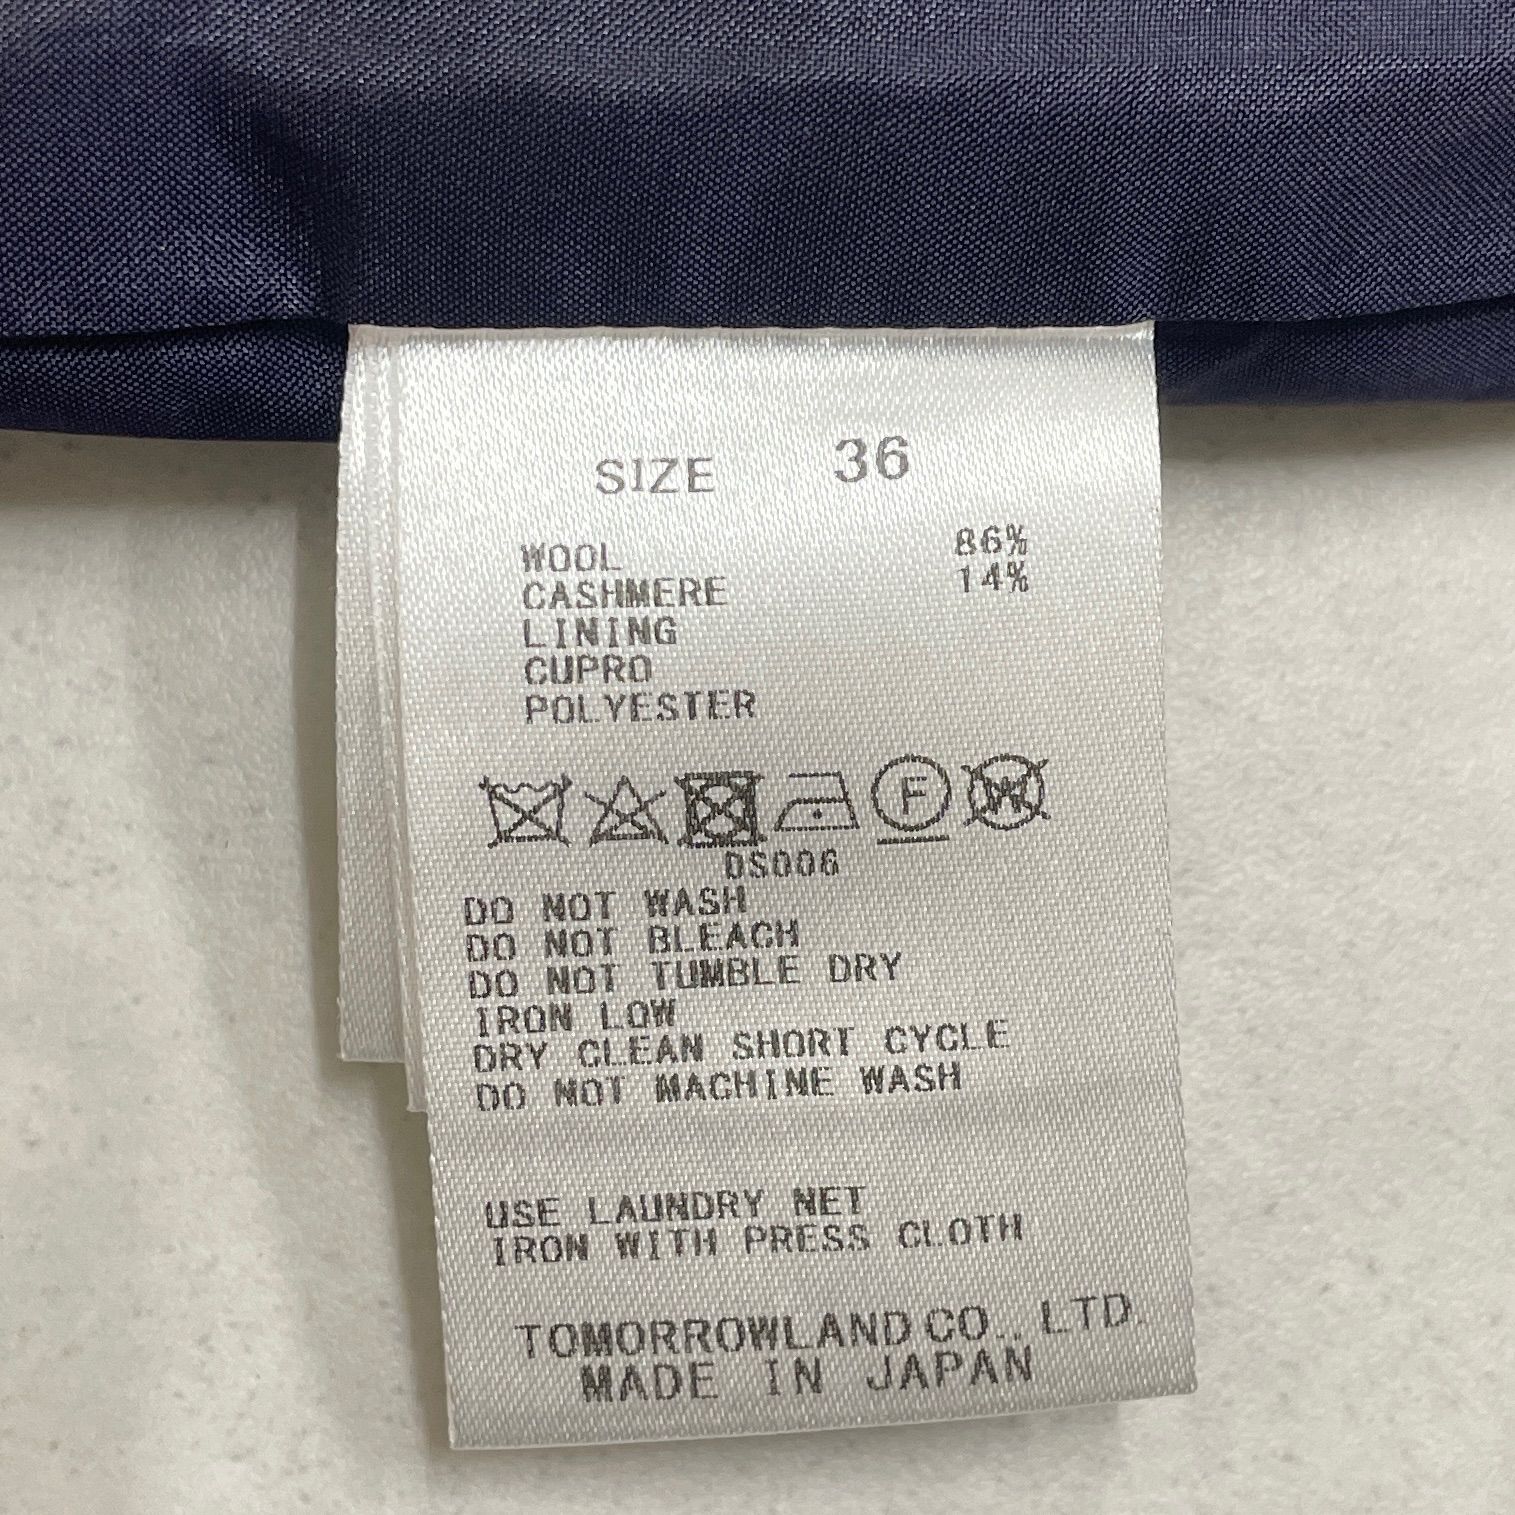 SIZE 36
WOOL 86%
CASHMERE 14%
LINING
CUPRO
POLYESTER
F W
DS006
DO NOT WASH
DO NOT BLEACH
DO NOT TUMBLE DRY
IRON LOW
DRY CLEAN SHORT CYCLE
DO NOT MACHINE WASH
USE LAUNDRY NET
IRON WITH PRESS CLOTH
TOMORROWLAND CO., LTD.
MADE IN JAPAN